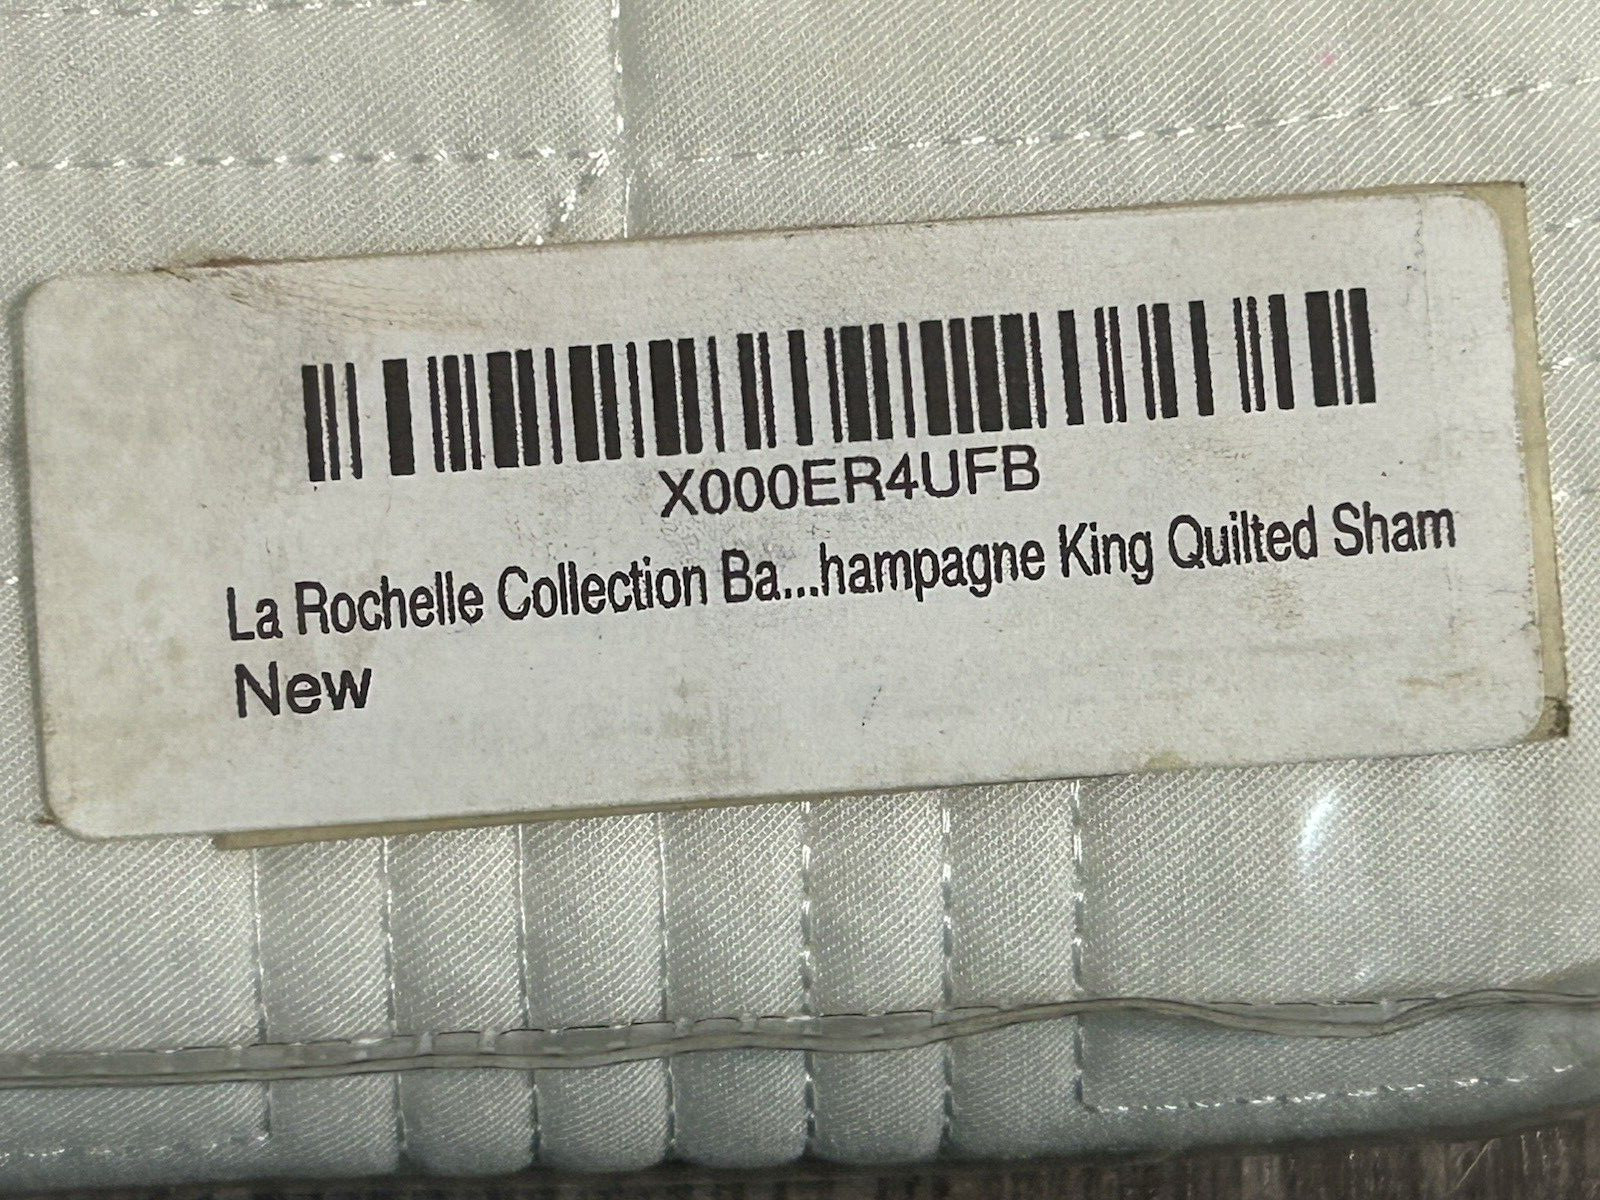 X000ER4UFB
La Rochelle Collection Ba...hampagne King Quilted Sham
New